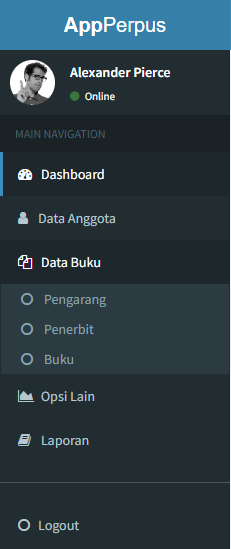 AppPerpus
Alexander Pierce
Online
MAIN NAVIGATION
Dashboard
Data Anggota
Data Buku
Pengarang
Penerbit
Buku
Opsi Lain
Laporan
Logout